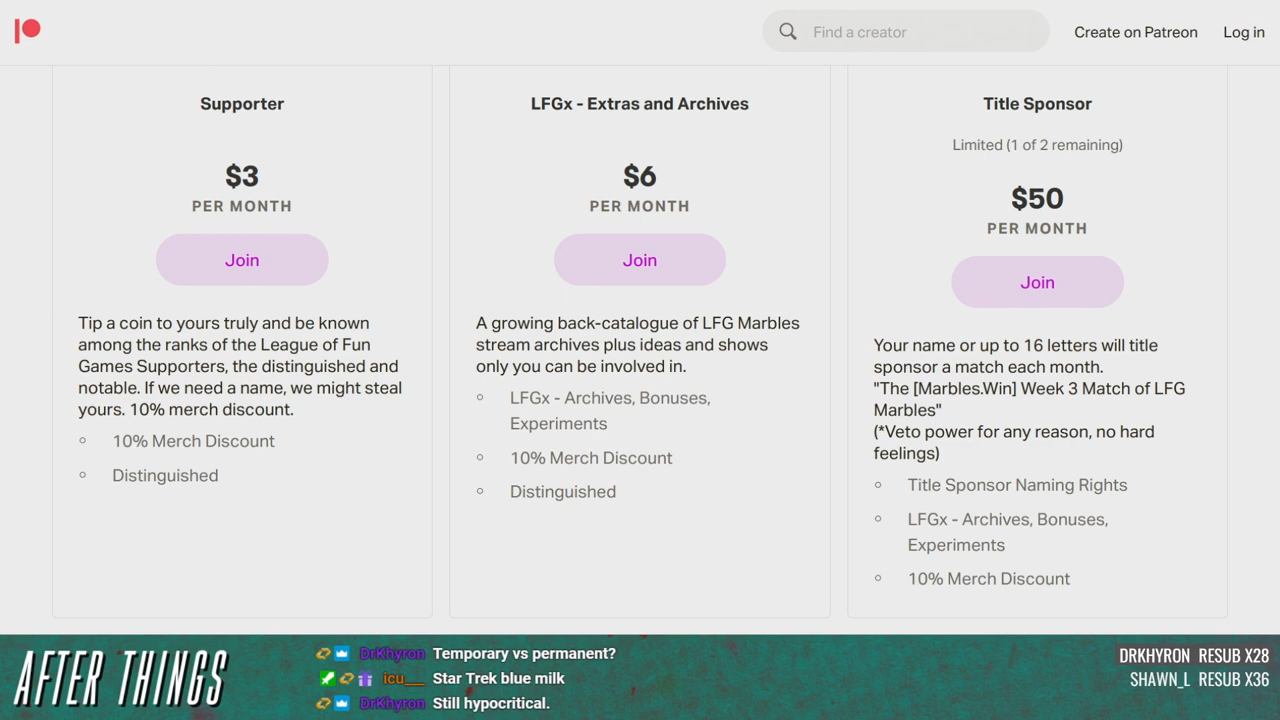 Find a creator
Create on Patreon
Log in
Supporter
$3
PER MONTH
Join
Tip a coin to yours truly and be known
among the ranks of the League of Fun
Games Supporters, the distinguished and
notable. If we need a name, we might steal
yours. 10% merch discount.
10% Merch Discount
Distinguished
LFGx - Extras and Archives
$6
PER MONTH
Join
A growing back-catalogue of LFG Marbles
stream archives plus ideas and shows
only you can be involved in.
LFGx - Archives, Bonuses,
Experiments
10% Merch Discount
Distinguished
Title Sponsor
Limited (1 of 2 remaining)
$50
PER MONTH
Join
Your name or up to 16 letters will title
sponsor a match each month.
"The [Marbles.Win] Week 3 Match of LFG
Marbles"
(*Veto power for any reason, no hard
feelings)
Title Sponsor Naming Rights
LFGx - Archives, Bonuses,
Experiments
10% Merch Discount
AFTER THINGS
DrKhyron Temporary vs permanent?
icu__ Star Trek blue milk
DrKhyron Still hypocritical.
DRKHYRON RESUB X28
SHAWN_L RESUB X36